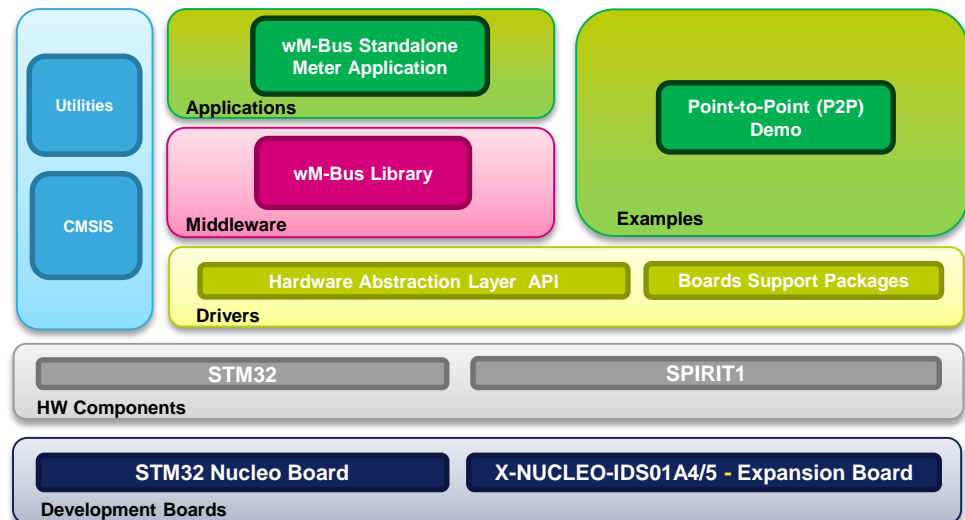 Utilities
CMSIS
wM-Bus Standalone
Meter Application
Applications
wM-Bus Library
Middleware
Point-to-Point (P2P)
Demo
Examples
Hardware Abstraction Layer API
Boards Support Packages
Drivers
STM32
SPIRIT1
HW Components
STM32 Nucleo Board
X-NUCLEO-IDS01A4/5 - Expansion Board
Development Boards